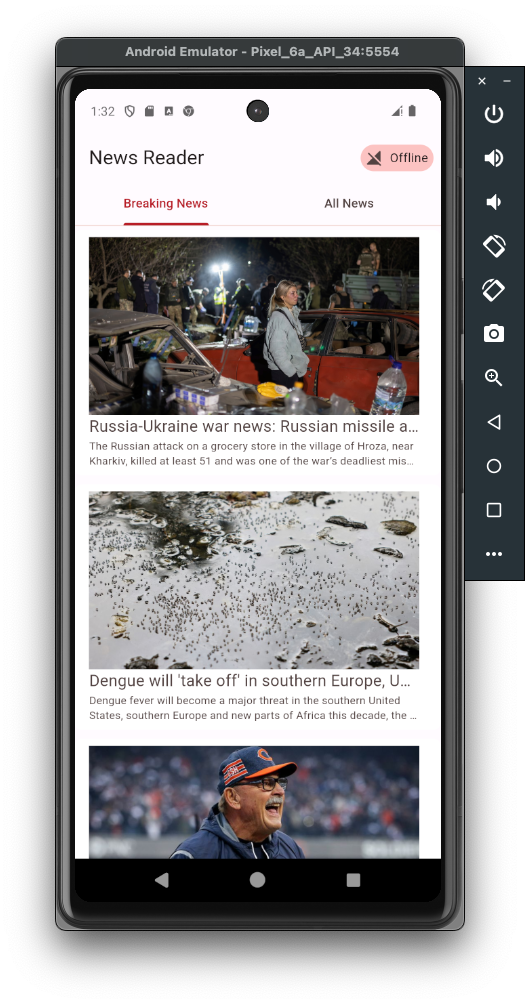 Android Emulator - Pixel_6a_API_34:5554
1:32
News Reader
Offline
Breaking News
All News
Russia-Ukraine war news: Russian missile a...
The Russian attack on a grocery store in the village of Hroza, near
Kharkiv, killed at least 51 and was one of the war's deadliest mis...
Dengue will 'take off' in southern Europe, U...
Dengue fever will become a major threat in the southern United
States, southern Europe and new parts of Africa this decade, the ...